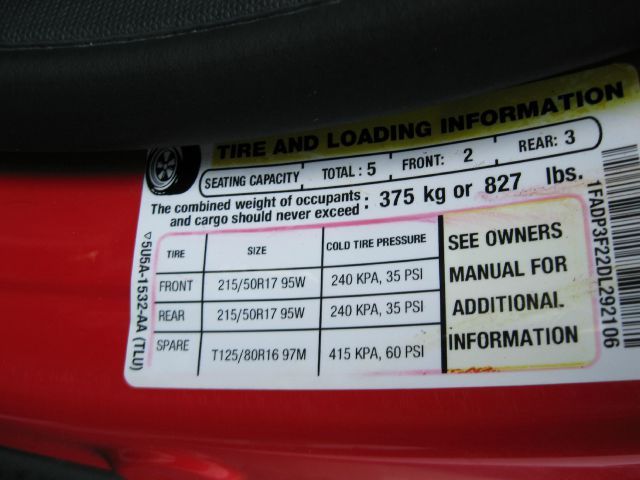 TIRE AND LOADING INFORMATION
SEATING CAPACITY TOTAL : 5 FRONT: 2 REAR: 3
The combined weight of occupants
and cargo should never exceed : 375 kg or 827 lbs.
TIRE SIZE COLD TIRE PRESSURE
FRONT 215/50R17 95W 240 KPA, 35 PSI
REAR 215/50R17 95W 240 KPA, 35 PSI
SPARE T125/80R16 97M 415 KPA, 60 PSI
SEE OWNERS
MANUAL FOR
ADDITIONAL
INFORMATION
5U5A-1532-AA (TLU)
1FADP3F22DL292106